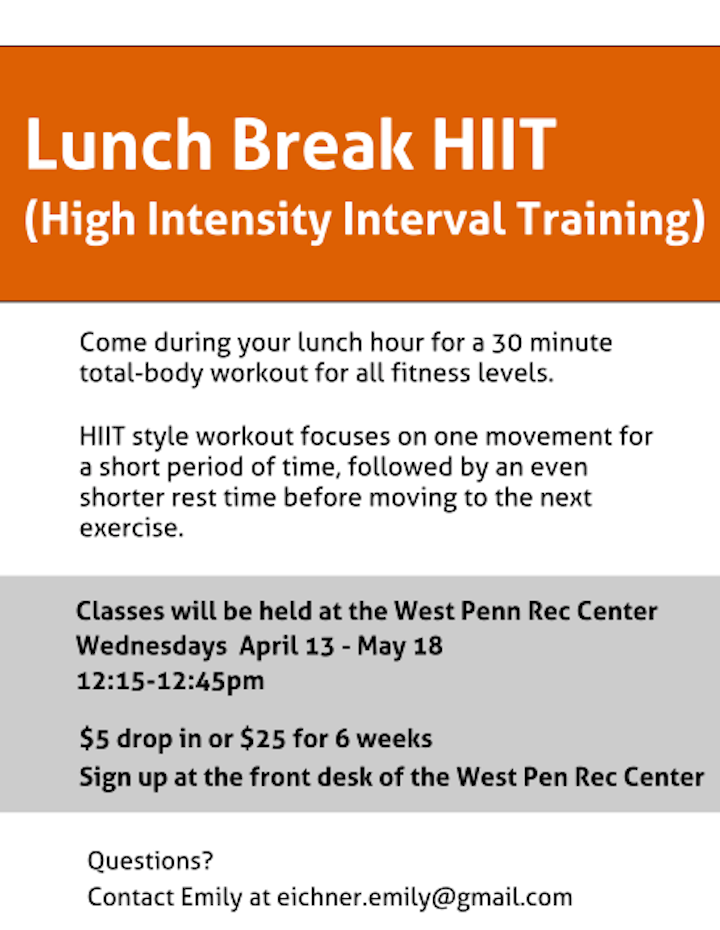 Lunch Break HIIT
(High Intensity Interval Training)
Come during your lunch hour for a 30 minute
total-body workout for all fitness levels.
HIIT style workout focuses on one movement for
a short period of time, followed by an even
shorter rest time before moving to the next
exercise.
Classes will be held at the West Penn Rec Center
Wednesdays April 13 - May 18
12:15-12:45pm
$5 drop in or $25 for 6 weeks
Sign up at the front desk of the West Pen Rec Center
Questions?
Contact Emily at eichner.emily@gmail.com